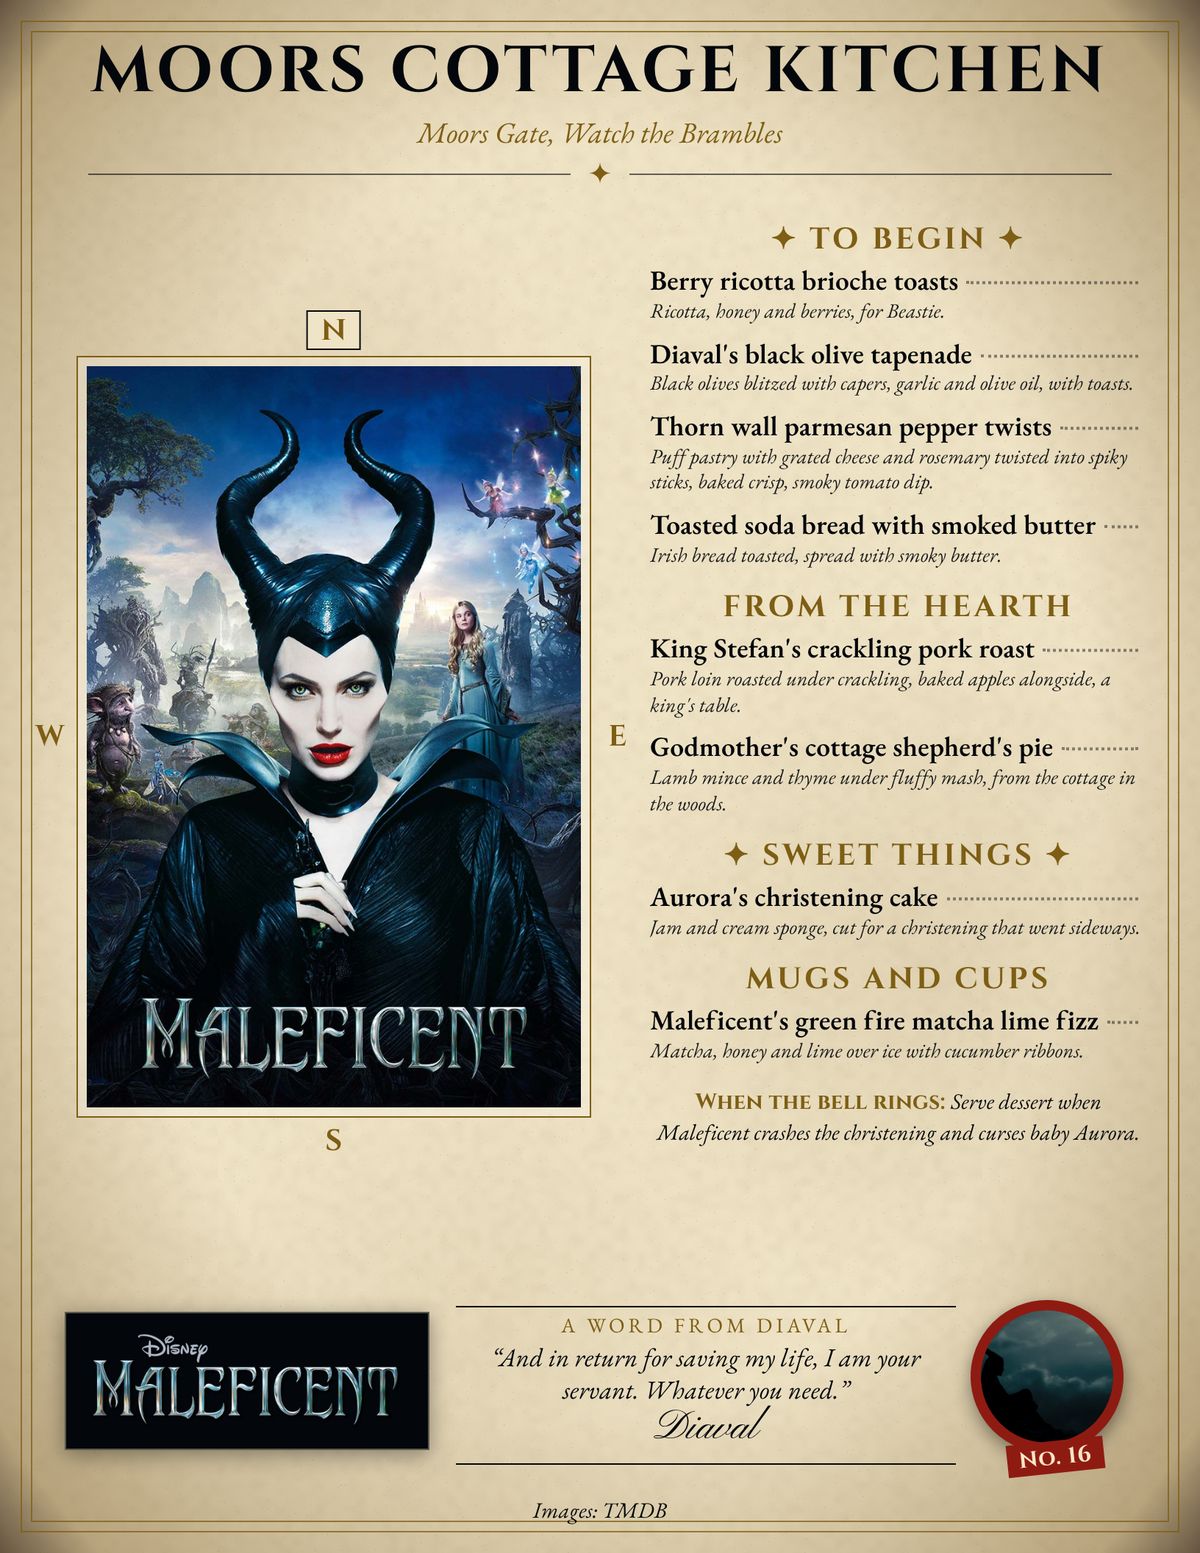 MOORS COTTAGE KITCHEN
Moors Gate, Watch the Brambles
TO BEGIN
Berry ricotta brioche toasts
Ricotta, honey and berries, for Beastie.
Diaval's black olive tapenade
Black olives blitzed with capers, garlic and olive oil, with toasts.
Thorn wall parmesan pepper twists
Puff pastry with grated cheese and rosemary twisted into spiky
sticks, baked crisp, smoky tomato dip.
Toasted soda bread with smoked butter
Irish bread toasted, spread with smoky butter.
FROM THE HEARTH
King Stefan's crackling pork roast
Pork loin roasted under crackling, baked apples alongside, a
king's table.
Godmother's cottage shepherd's pie
Lamb mince and thyme under fluffy mash, from the cottage in
the woods.
SWEET THINGS
Aurora's christening cake
Jam and cream sponge, cut for a christening that went sideways.
MUGS AND CUPS
Maleficent's green fire matcha lime fizz
Matcha, honey and lime over ice with cucumber ribbons.
WHEN THE BELL RINGS: Serve dessert when
Maleficent crashes the christening and curses baby Aurora.
N
W
E
MALEFICENT
S
Disney
MALEFICENT
A WORD FROM DIAVAL
“And in return for saving my life, I am your
servant. Whatever you need.”
Diaval
NO. 16
Images: TMDB